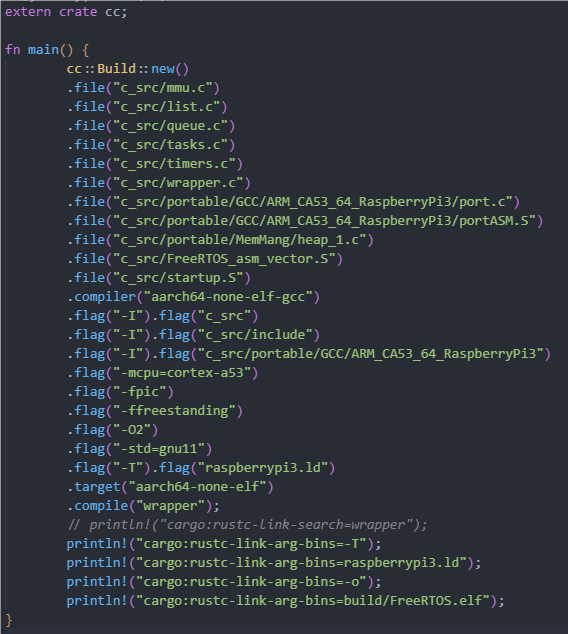 extern crate cc;
fn main() {
cc::Build::new()
.file("c_src/mmu.c")
.file("c_src/list.c")
.file("c_src/queue.c")
.file("c_src/tasks.c")
.file("c_src/timers.c")
.file("c_src/wrapper.c")
.file("c_src/portable/GCC/ARM_CA53_64_RaspberryPi3/port.c")
.file("c_src/portable/GCC/ARM_CA53_64_RaspberryPi3/portASM.S")
.file("c_src/portable/MemMang/heap_1.c")
.file("c_src/FreeRTOS_asm_vector.S")
.file("c_src/startup.S")
.compiler("aarch64-none-elf-gcc")
.flag("-I").flag("c_src")
.flag("-I").flag("c_src/include")
.flag("-I").flag("c_src/portable/GCC/ARM_CA53_64_RaspberryPi3")
.flag("-mcpu=cortex-a53")
.flag("-fpic")
.flag("-ffreestanding")
.flag("-O2")
.flag("-std=gnu11")
.flag("-T").flag("raspberrypi3.ld")
.target("aarch64-none-elf")
.compile("wrapper");
// println!("cargo:rustc-link-search=wrapper");
println!("cargo:rustc-link-arg-bins=-T");
println!("cargo:rustc-link-arg-bins=raspberrypi3.ld");
println!("cargo:rustc-link-arg-bins=-o");
println!("cargo:rustc-link-arg-bins=build/FreeRTOS.elf");
}